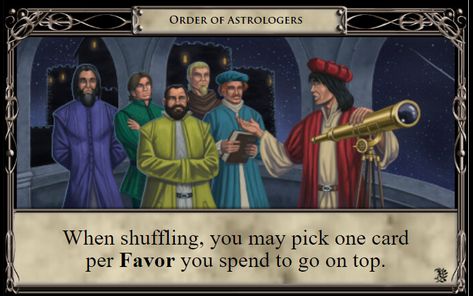 Order of Astrologers
When shuffling, you may pick one card
per Favor you spend to go on top.